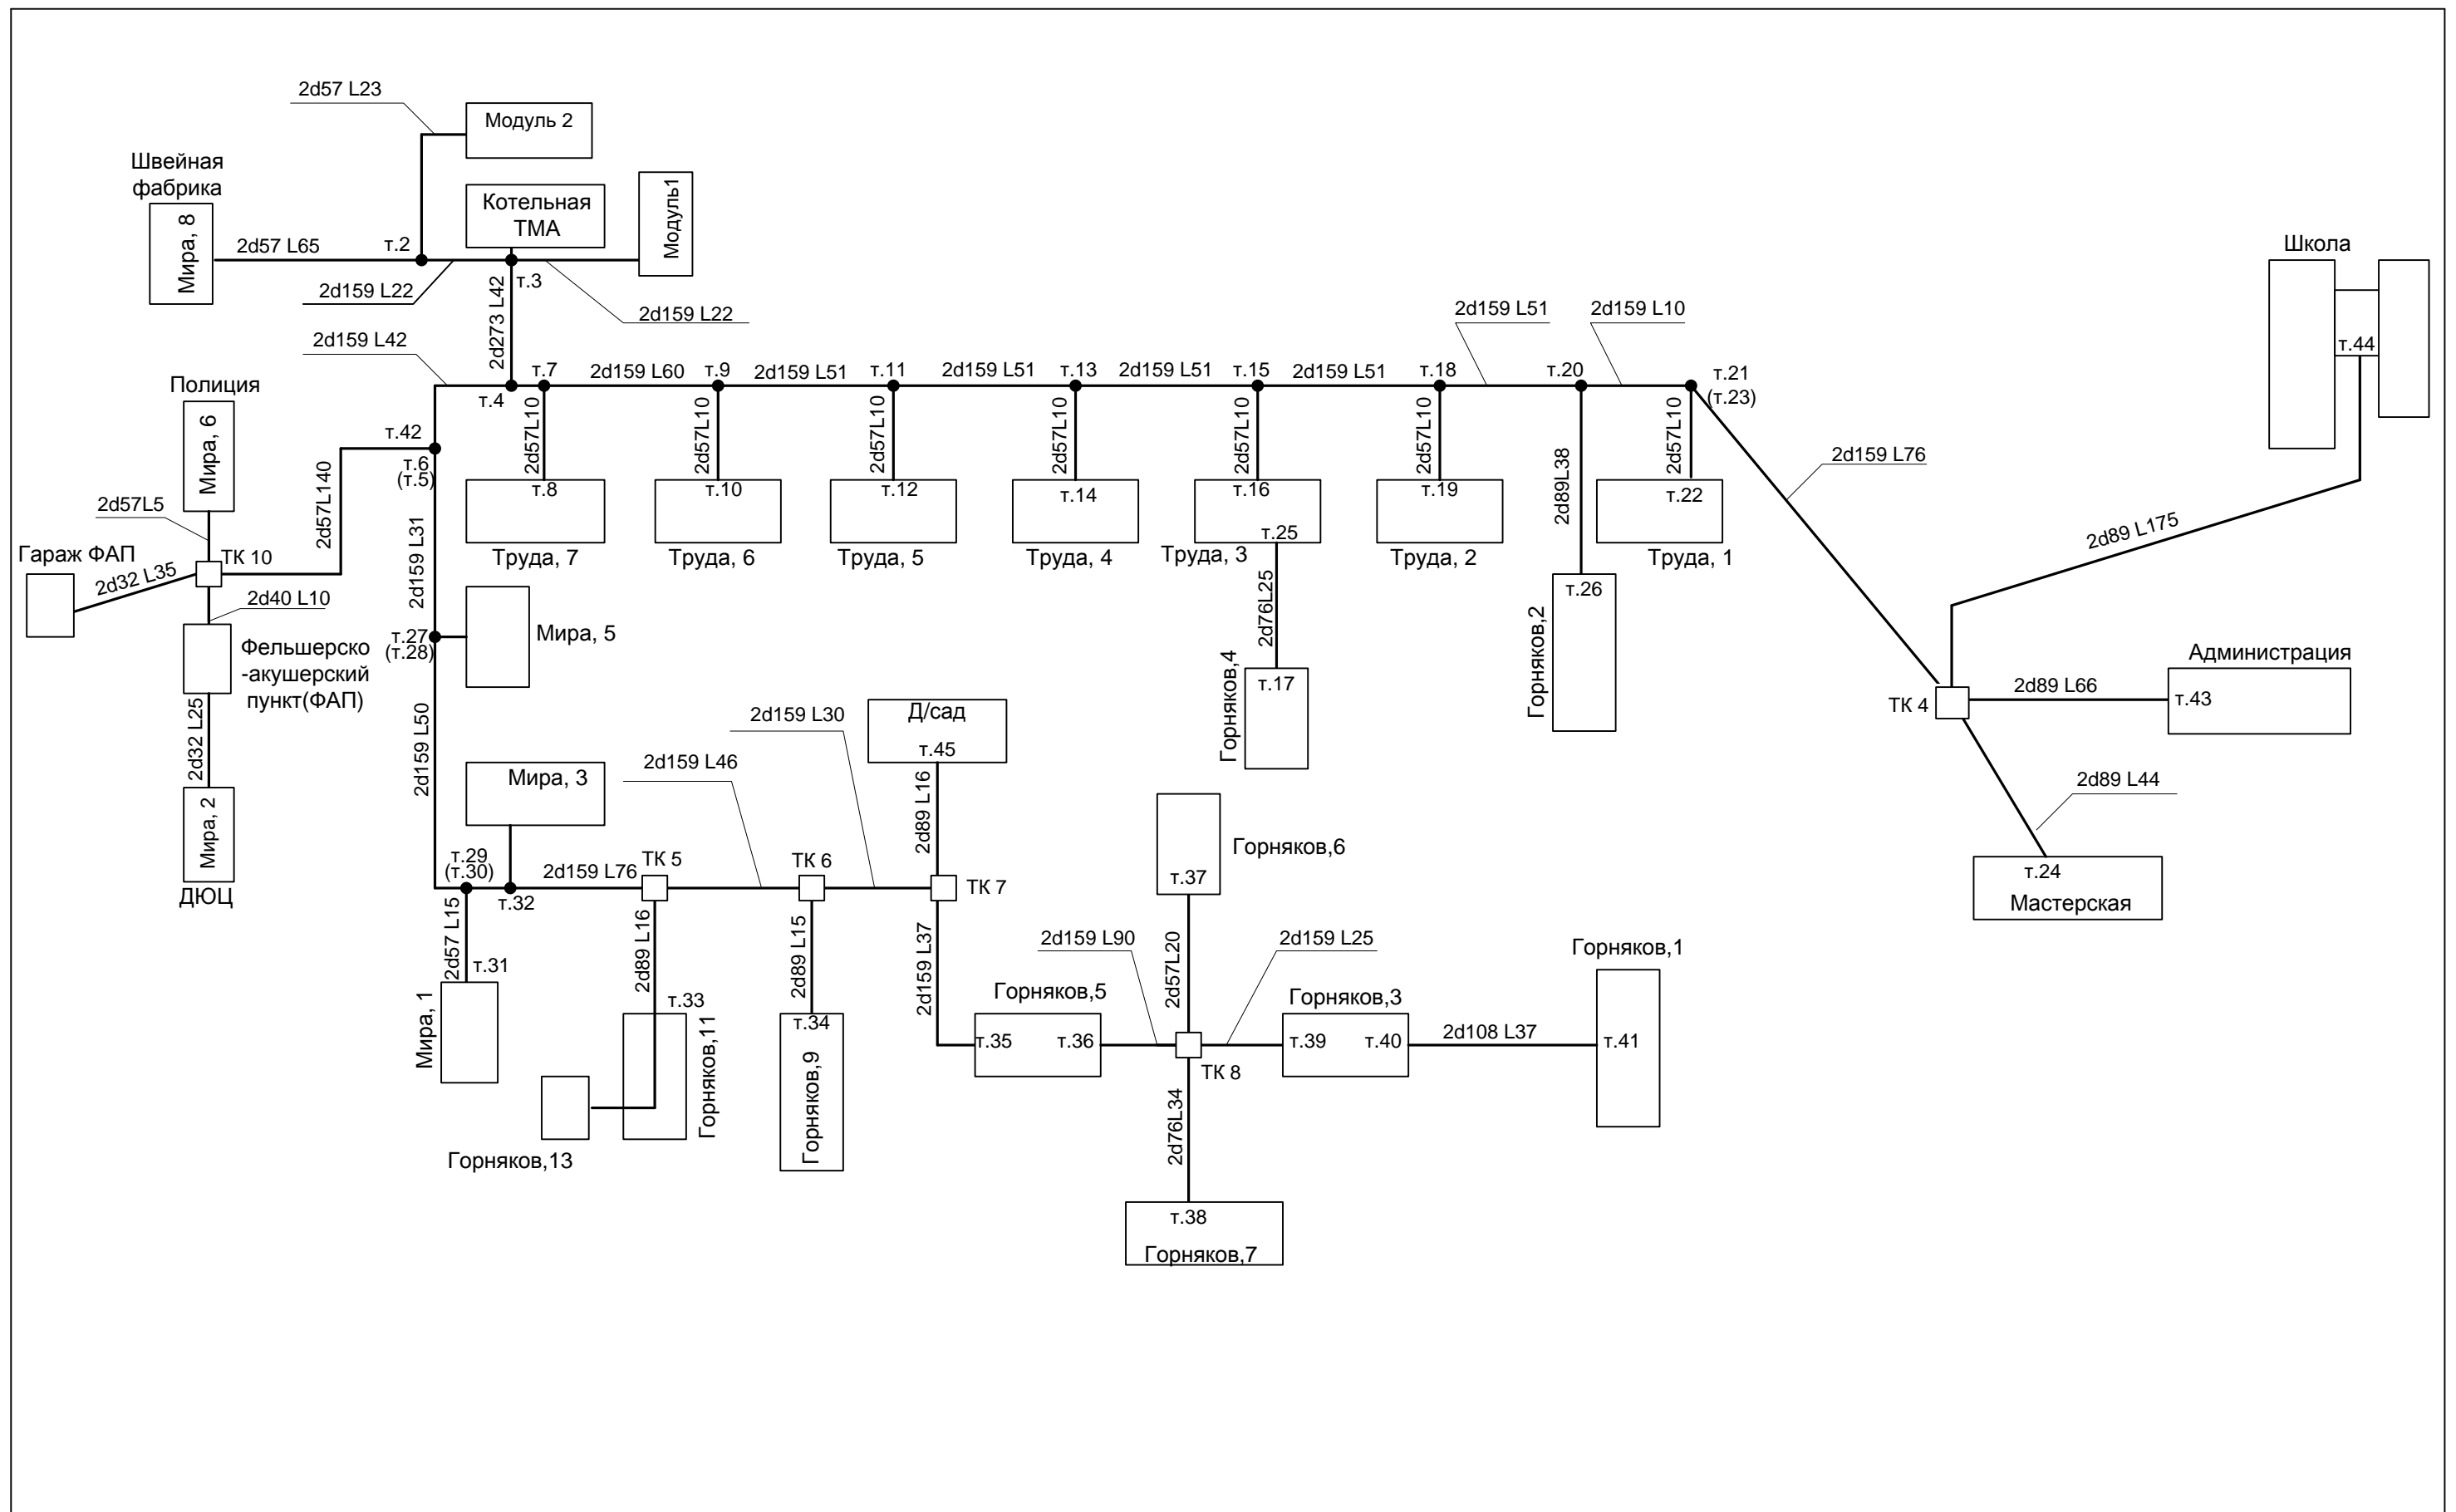 2d57 L23
Модуль 2
Швейная
фабрика
Мира, 8
2d57 L65
т.2
Котельная
ТМА
Модуль1
2d159 L22
т.3
2d159 L22
2d273 L42
2d159 L42
т.4
т.7
2d159 L60
т.9
2d159 L51
т.11
2d159 L51
т.13
2d159 L51
т.15
2d159 L51
т.18
2d159 L51
т.20
2d159 L10
т.21
(т.23)
Школа
т.44
2d159 L76
2d89 L175
Полиция
Мира, 6
т.42
т.6
(т.5)
2d57L140
2d57L5
Гараж ФАП
2d32 L35
ТК 10
2d40 L10
Фельшерско
-акушерский
пункт(ФАП)
2d32 L25
Мира, 2
ДЮЦ
2d159 L31
2d57L10
т.8
Труда, 7
2d57L10
т.10
Труда, 6
2d57L10
т.12
Труда, 5
2d57L10
т.14
Труда, 4
2d57L10
т.16
т.25
Труда, 3
2d57L10
т.19
Труда, 2
2d89L38
т.26
Горняков,2
2d57L10
т.22
Труда, 1
2d76L25
т.17
Горняков,4
т.27
(т.28)
Мира, 5
2d159 L50
ТК 4
2d89 L66
Администрация
т.43
2d89 L44
т.24
Мастерская
Мира, 3
т.29
(т.30)
т.32
2d159 L76
ТК 5
2d159 L46
ТК 6
2d159 L30
Д/сад
т.45
2d89 L16
ТК 7
2d57 L15
т.31
Мира, 1
2d89 L16
т.33
Горняков,11
Горняков,13
2d89 L15
т.34
Горняков,9
2d159 L37
Горняков,5
т.35
т.36
2d159 L90
2d57L20
т.37
Горняков,6
2d159 L25
ТК 8
Горняков,3
т.39
т.40
2d108 L37
Горняков,1
т.41
2d76L34
т.38
Горняков,7